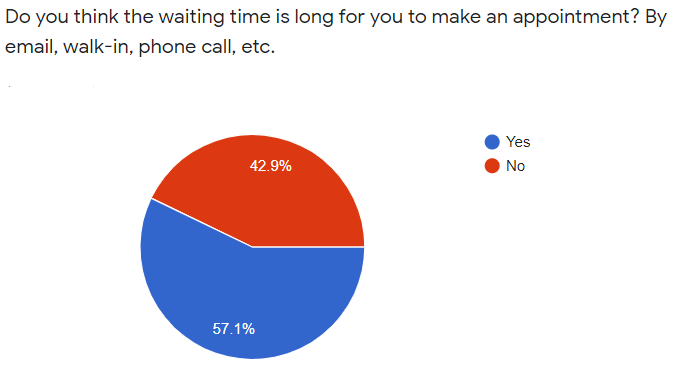 Do you think the waiting time is long for you to make an appointment? By
email, walk-in, phone call, etc.
Yes
No
42.9%
57.1%